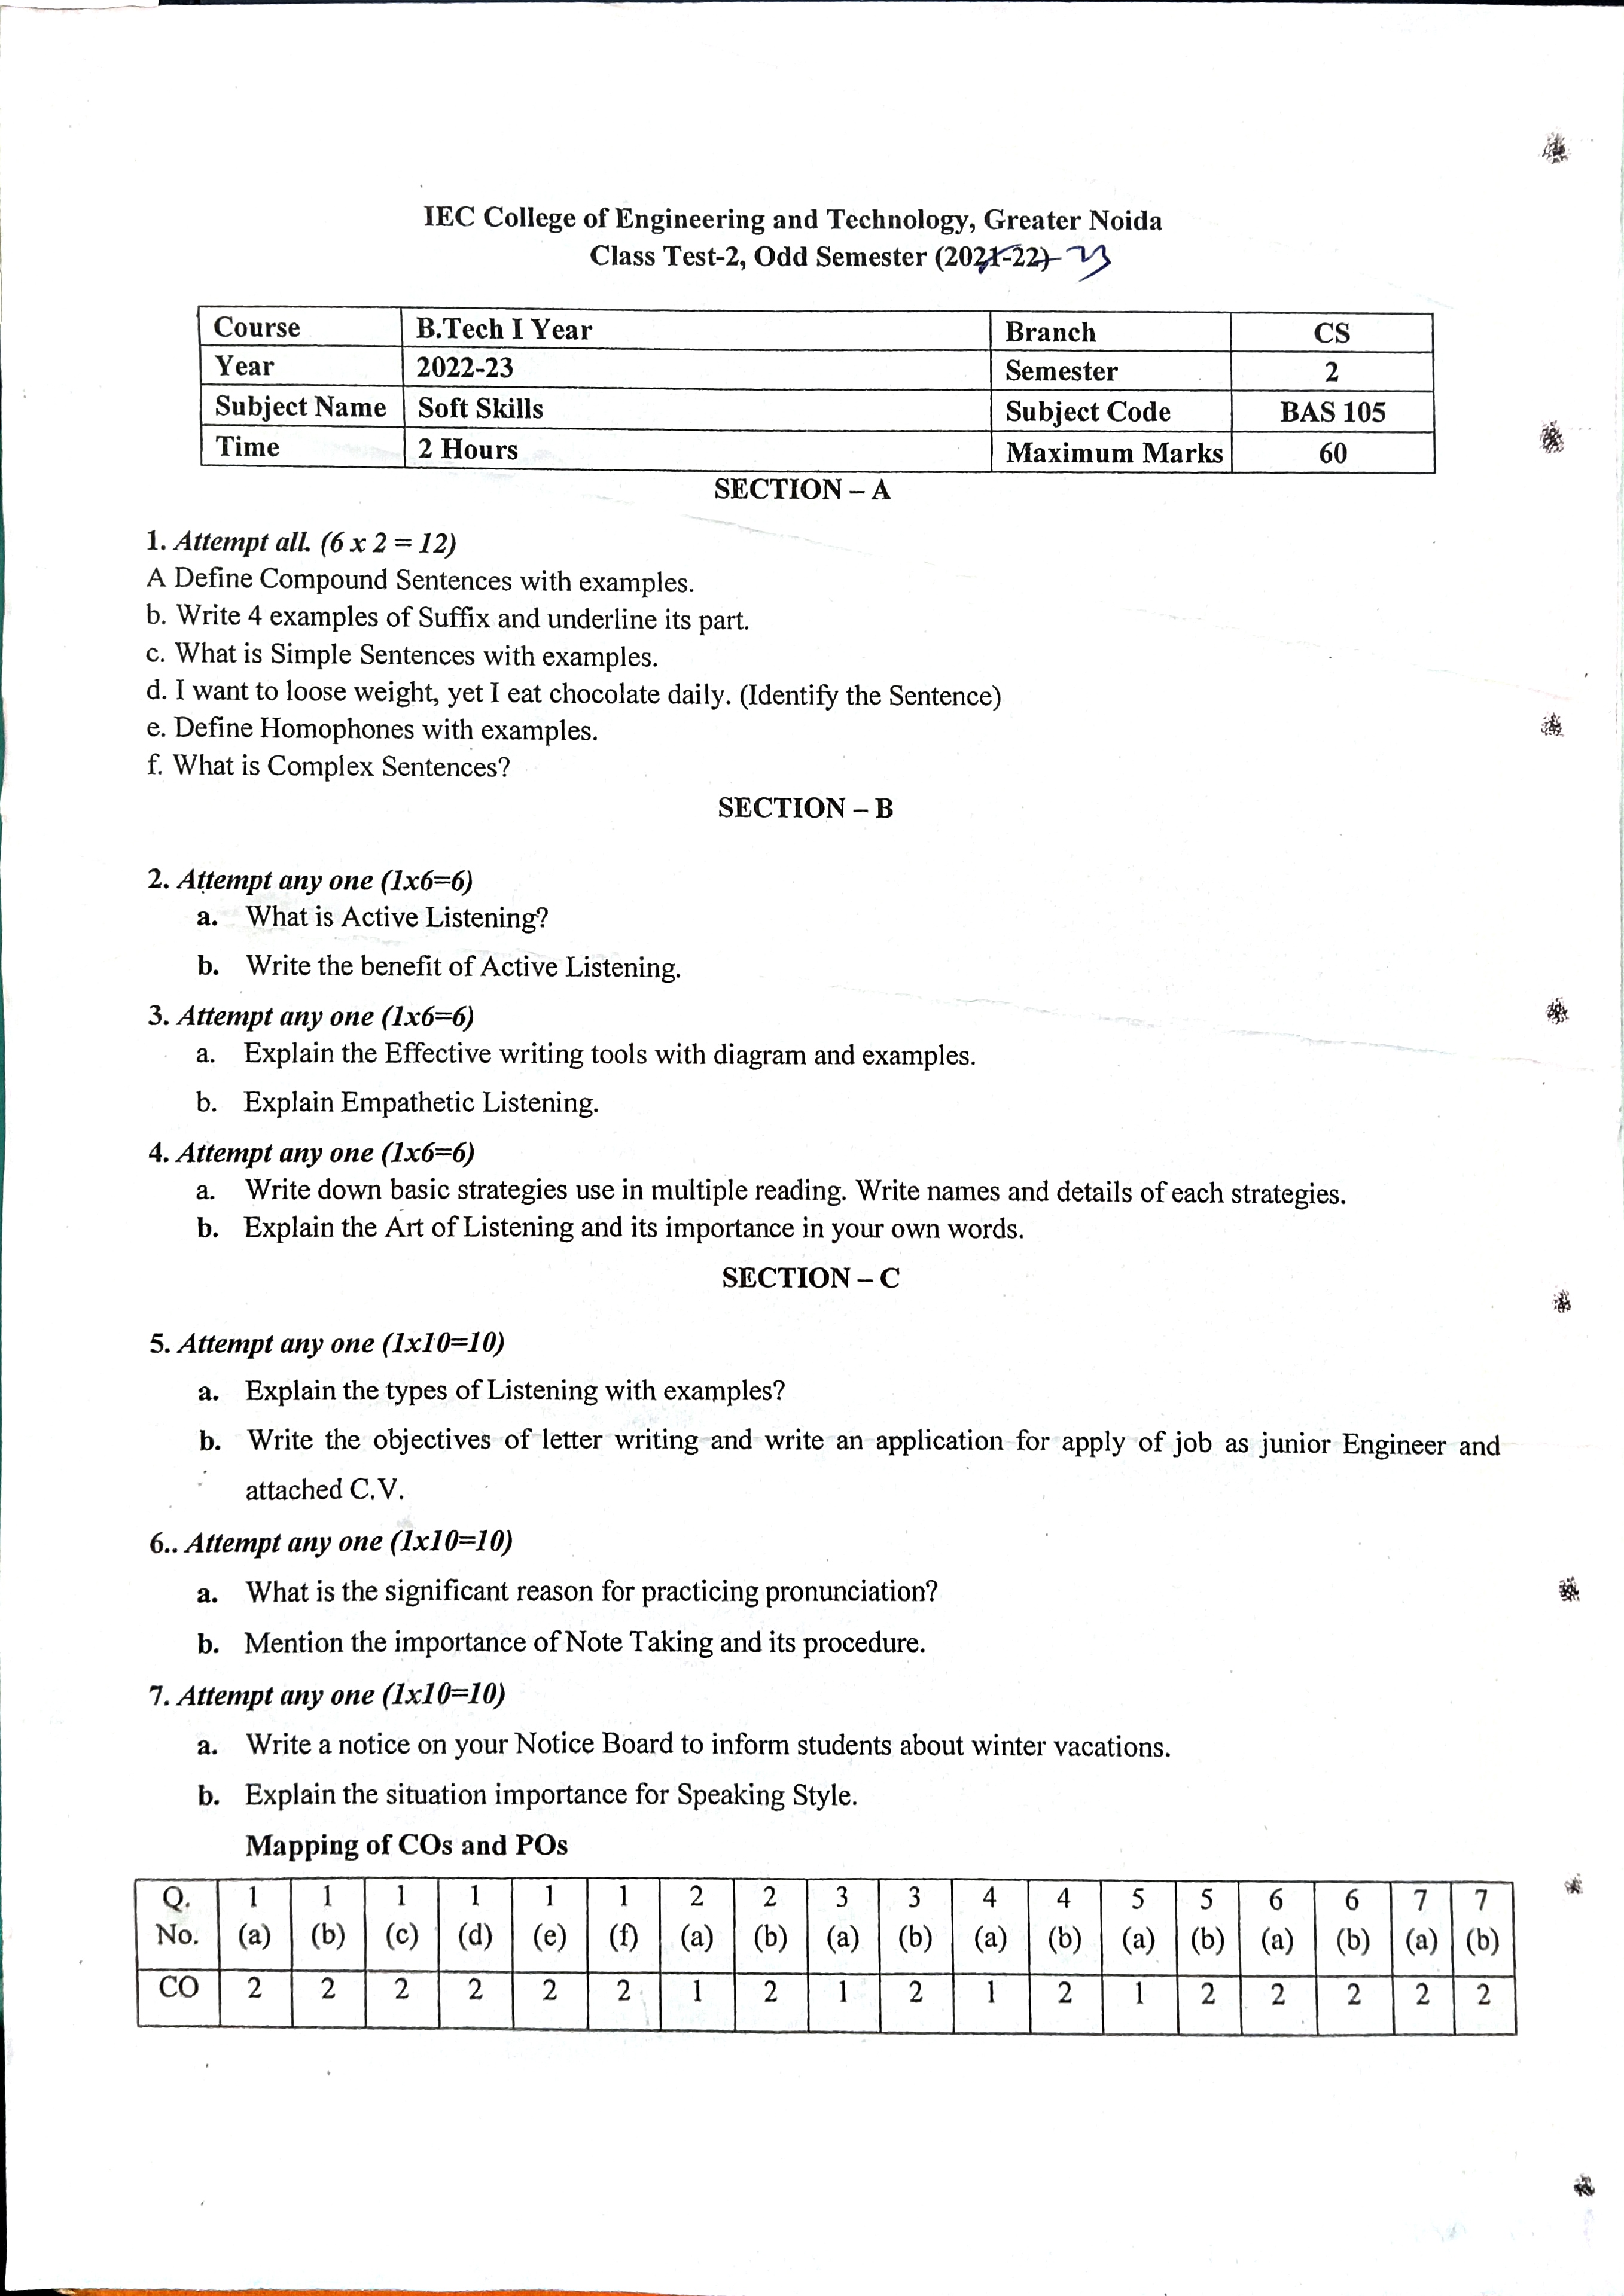 IEC College of Engineering and Technology, Greater Noida
Class Test-2, Odd Semester (2021-22) -23
Course B.Tech I Year Branch CS
Year 2022-23 Semester 2
Subject Name Soft Skills Subject Code BAS 105
Time 2 Hours Maximum Marks 60
SECTION – A
1. Attempt all. (6 x 2 = 12)
A Define Compound Sentences with examples.
b. Write 4 examples of Suffix and underline its part.
c. What is Simple Sentences with examples.
d. I want to loose weight, yet I eat chocolate daily. (Identify the Sentence)
e. Define Homophones with examples.
f. What is Complex Sentences?
SECTION – B
2. Attempt any one (1x6=6)
a. What is Active Listening?
b. Write the benefit of Active Listening.
3. Attempt any one (1x6=6)
a. Explain the Effective writing tools with diagram and examples.
b. Explain Empathetic Listening.
4. Attempt any one (1x6=6)
a. Write down basic strategies use in multiple reading. Write names and details of each strategies.
b. Explain the Art of Listening and its importance in your own words.
SECTION – C
5. Attempt any one (1x10=10)
a. Explain the types of Listening with examples?
b. Write the objectives of letter writing and write an application for apply of job as junior Engineer and
attached C.V.
6.. Attempt any one (1x10=10)
a. What is the significant reason for practicing pronunciation?
b. Mention the importance of Note Taking and its procedure.
7. Attempt any one (1x10=10)
a. Write a notice on your Notice Board to inform students about winter vacations.
b. Explain the situation importance for Speaking Style.
Mapping of COs and POs
Q. 1 1 1 1 1 1 2 2 3 3 4 4 5 5 6 6 7 7
No. (a) (b) (c) (d) (e) (f) (a) (b) (a) (b) (a) (b) (a) (b) (a) (b) (a) (b)
CO 2 2 2 2 2 2 1 2 1 2 1 2 1 2 2 2 2 2